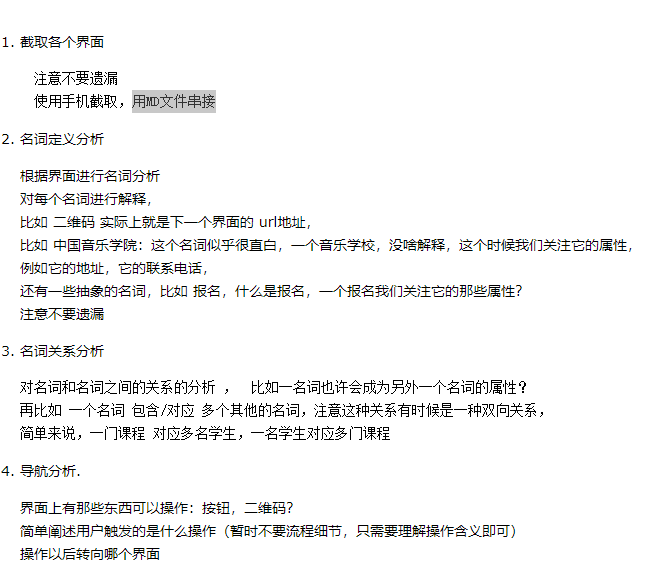 1. 截取各个界面
注意不要遗漏
使用手机截取，用MD文件串接
2. 名词定义分析
根据界面进行名词分析
对每个名词进行解释，
比如 二维码 实际上就是下一个界面的 url地址，
比如 中国音乐学院：这个名词似乎很直白，一个音乐学校，没啥解释，这个时候我们关注它的属性，
例如它的地址，它的联系电话，
还有一些抽象的名词，比如 报名，什么是报名，一个报名我们关注它的那些属性？
注意不要遗漏
3. 名词关系分析
对名词和名词之间的关系的分析 ， 比如一名词也许会成为另外一个名词的属性？
再比如 一个名词 包含/对应 多个其他的名词，注意这种关系有时候是一种双向关系，
简单来说，一门课程 对应多名学生，一名学生对应多门课程
4. 导航分析.
界面上有那些东西可以操作：按钮，二维码？
简单阐述用户触发的是什么操作（暂时不要流程细节，只需要理解操作含义即可）
操作以后转向哪个界面